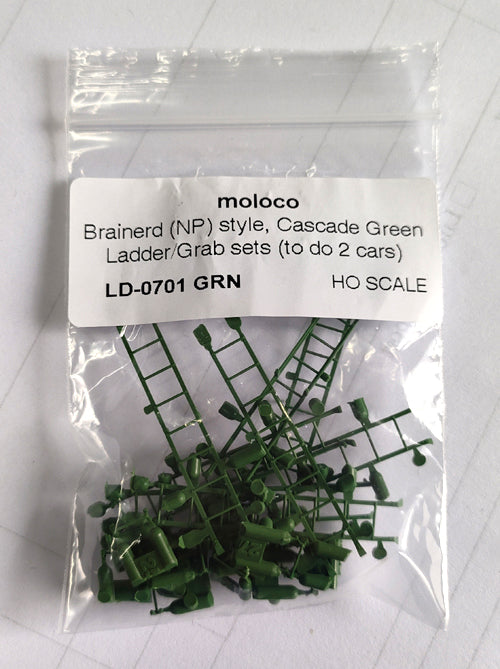 moloco
Brainerd (NP) style, Cascade Green
Ladder/Grab sets (to do 2 cars)
LD-0701 GRN HO SCALE